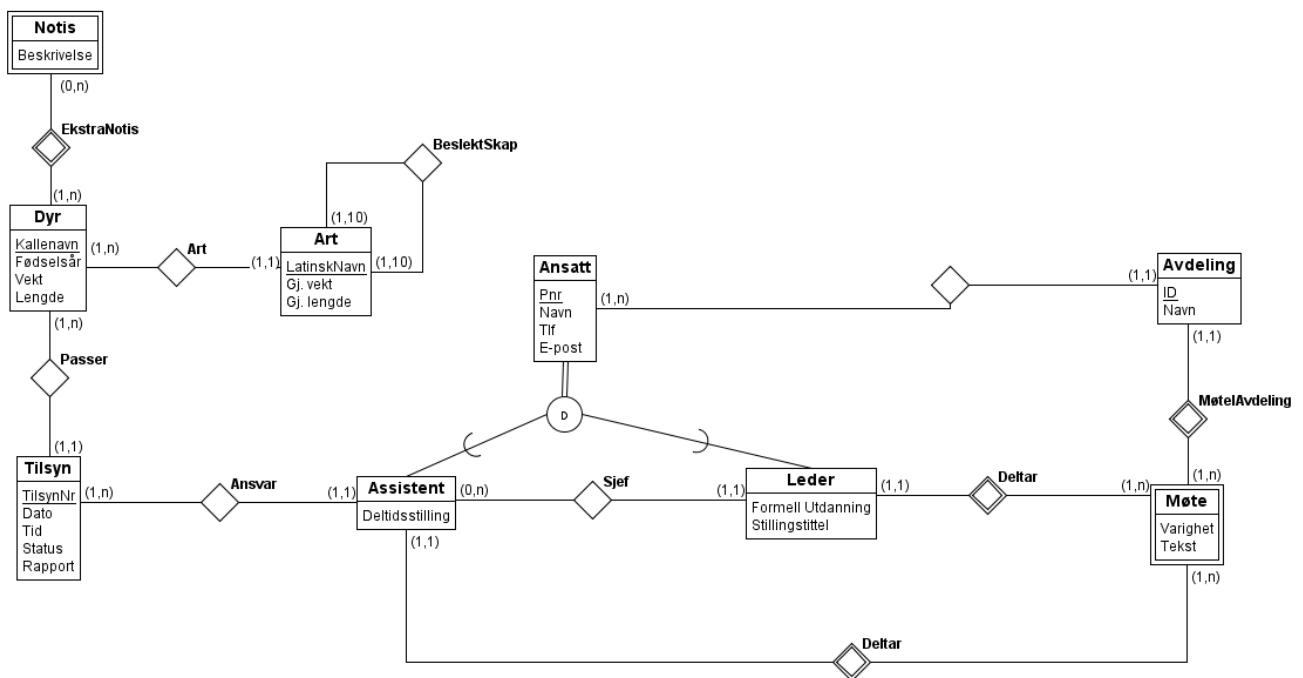 Notis
Beskrivelse
(0,n)
EkstraNotis
BeslektSkap
(1,n)
(1,10)
Dyr
Kallenavn
Fødselsår
Vekt
Lengde
(1,n)
Art
(1,1)
Art
LatinskNavn
Gj. vekt
Gj. lengde
(1,10)
Ansatt
Pnr
Navn
Tlf
E-post
(1,n)
(1,1)
Avdeling
ID
Navn
(1,n)
(1,1)
Passer
D
MøteIAvdeling
(1,1)
Tilsyn
TilsynNr
Dato
Tid
Status
Rapport
(1,n)
Ansvar
(1,1)
Assistent
Deltidsstilling
(0,n)
Sjef
(1,1)
Leder
Formell Utdanning
Stillingstittel
(1,1)
Deltar
(1,n)
(1,n)
Møte
Varighet
Tekst
(1,1)
(1,n)
Deltar